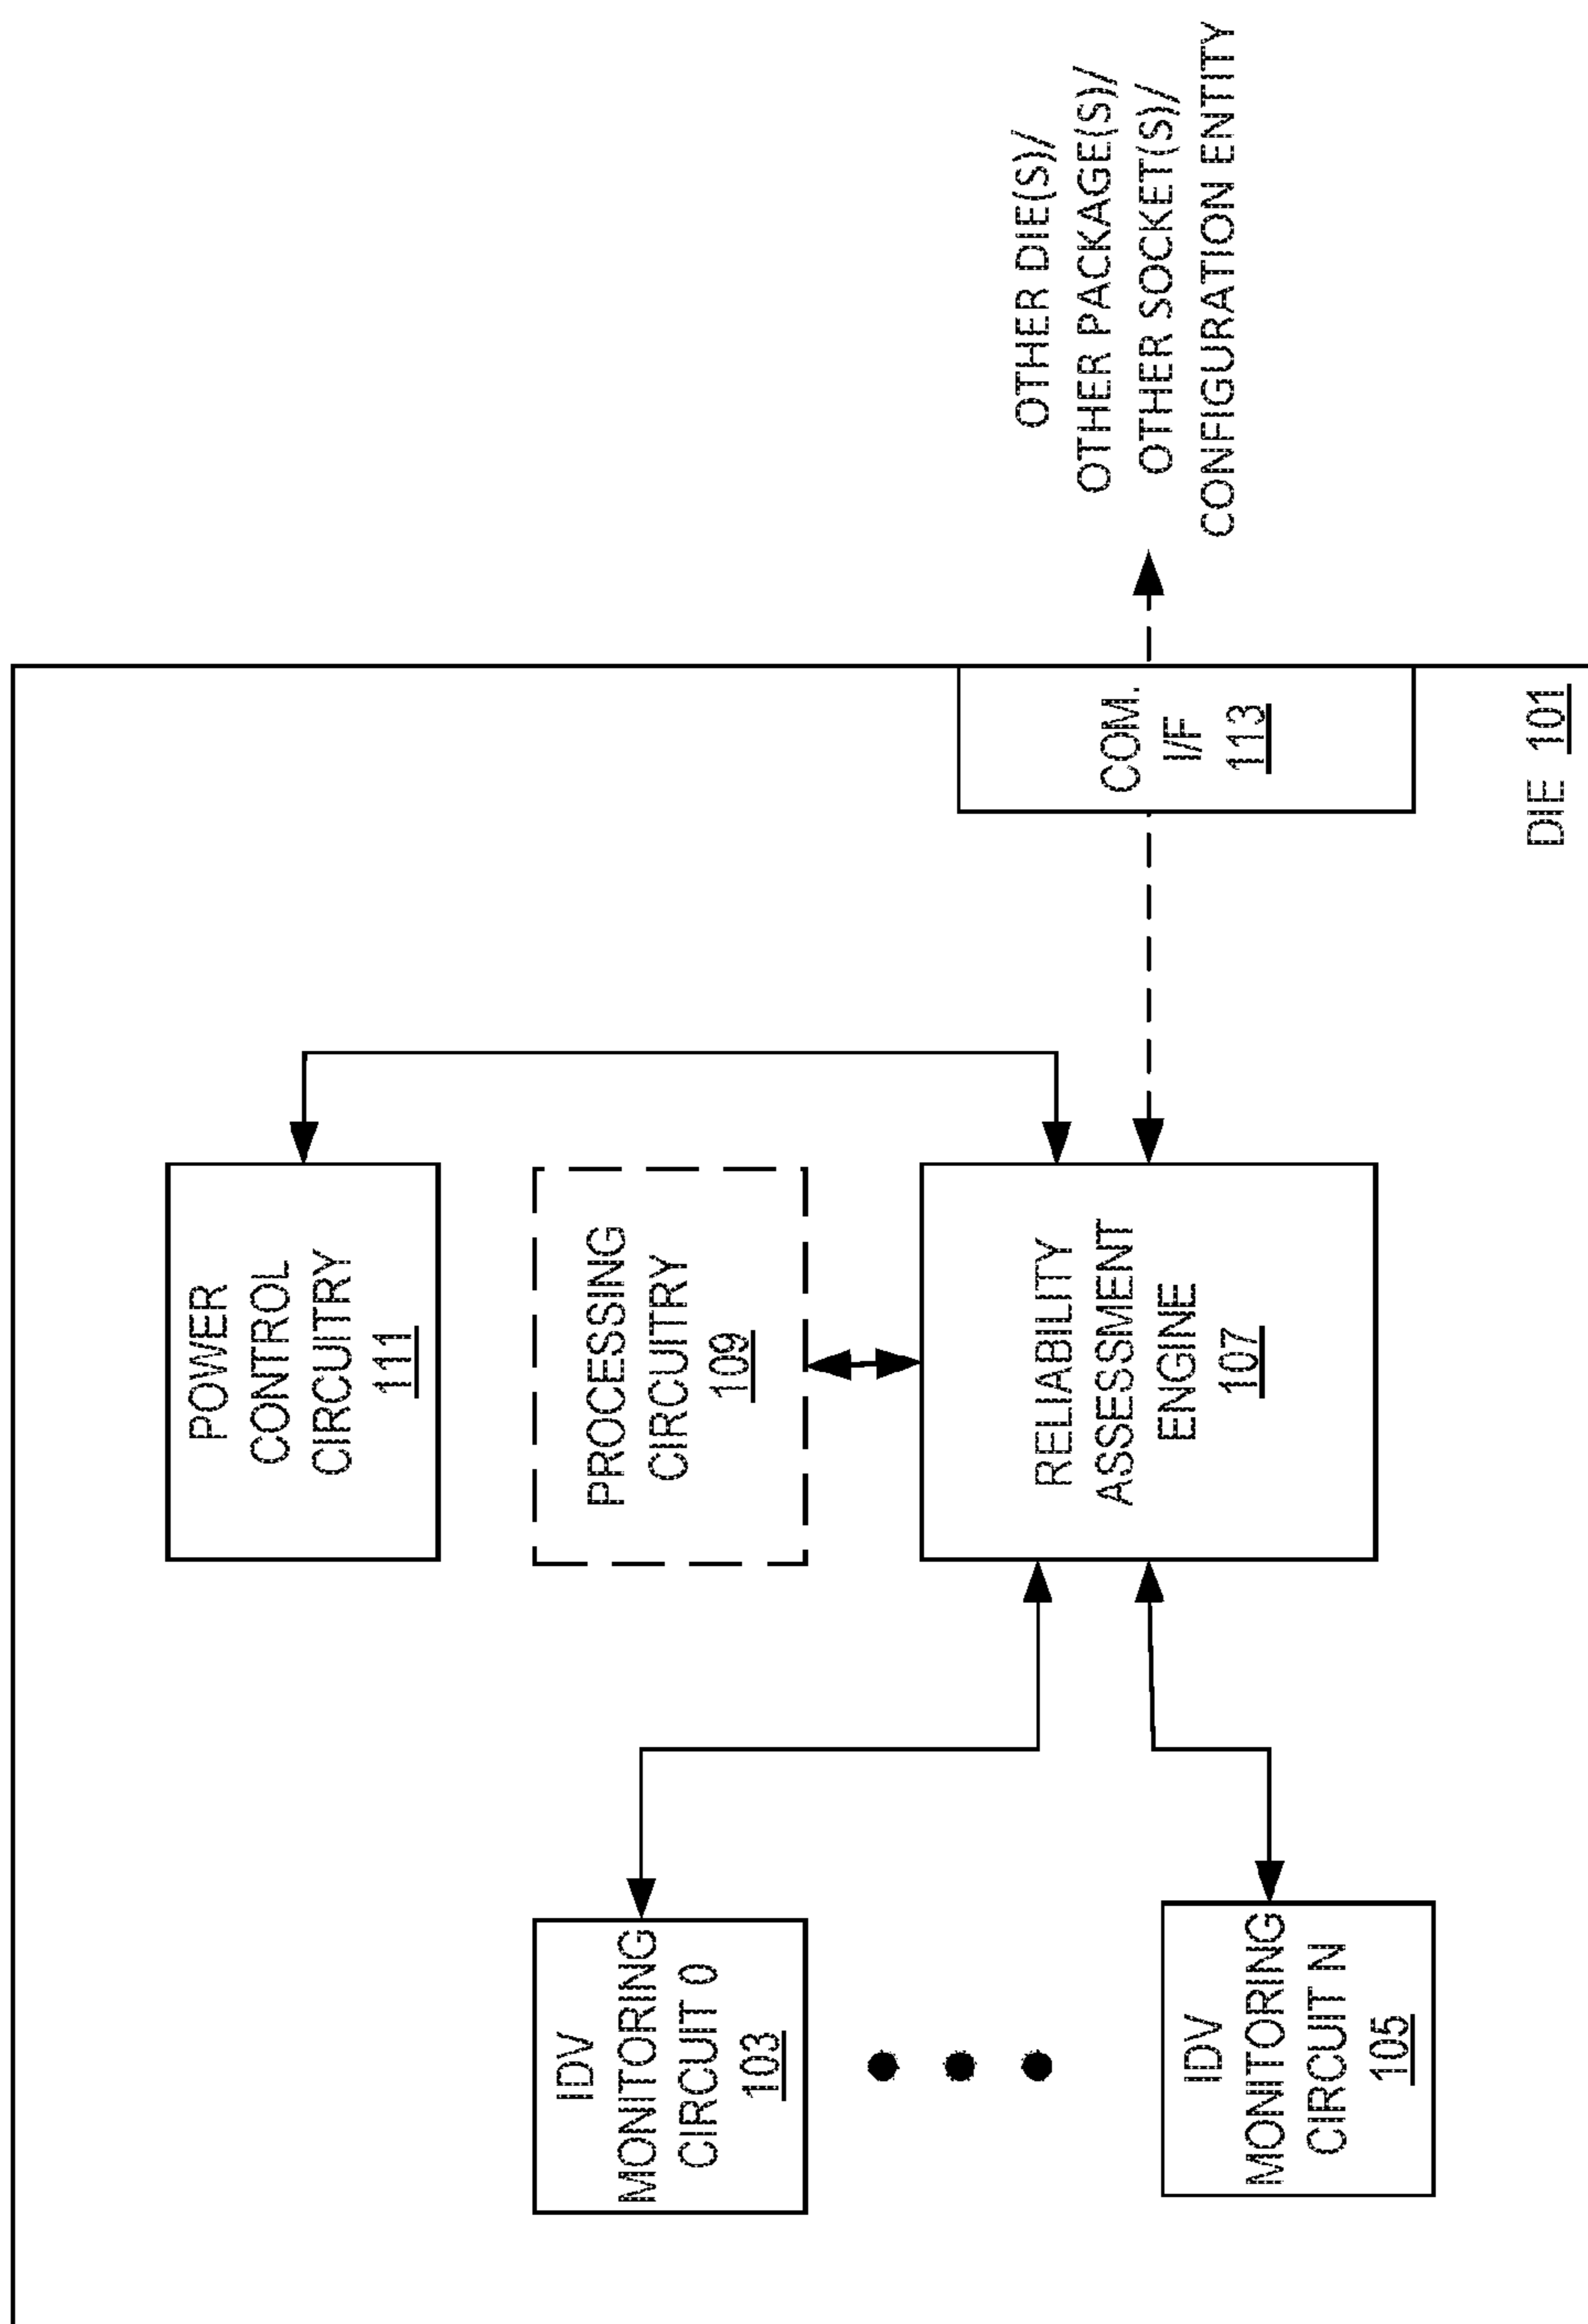 IDV
MONITORING
CIRCUIT 0
103
IDV
MONITORING
CIRCUIT N
105
POWER
CONTROL
CIRCUITRY
111
PROCESSING
CIRCUITRY
109
RELIABILITY
ASSESSMENT
ENGINE
107
COM.
I/F
113
DIE 101
OTHER DIE(S)/
OTHER PACKAGE(S)/
OTHER SOCKET(S)/
CONFIGURATION ENTITY